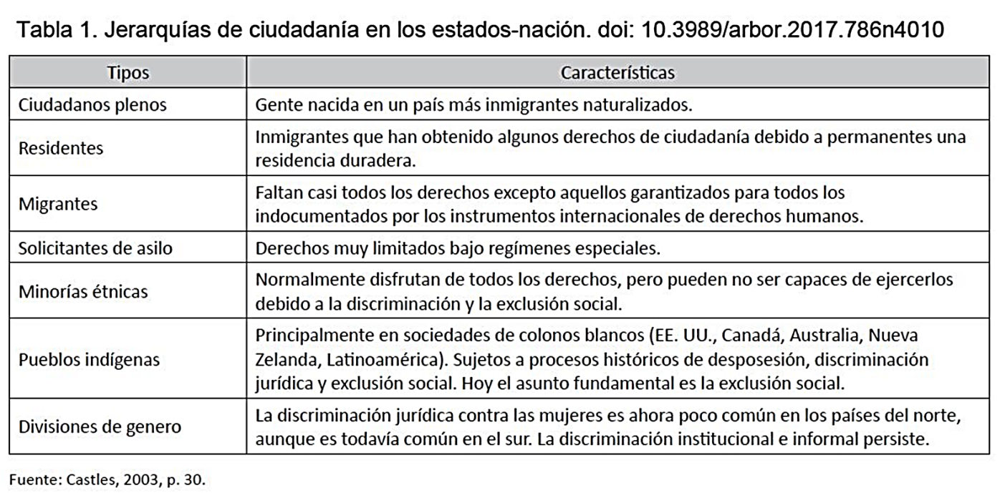 Tabla 1. Jerarquías de ciudadanía en los estados-nación. doi: 10.3989/arbor.2017.786n4010
Tipos
Características
Ciudadanos plenos
Gente nacida en un país más inmigrantes naturalizados.
Residentes
Inmigrantes que han obtenido algunos derechos de ciudadanía debido a permanentes una
residencia duradera.
Migrantes
Faltan casi todos los derechos excepto aquellos garantizados para todos los
indocumentados por los instrumentos internacionales de derechos humanos.
Solicitantes de asilo
Derechos muy limitados bajo regímenes especiales.
Minorías étnicas
Normalmente disfrutan de todos los derechos, pero pueden no ser capaces de ejercerlos
debido a la discriminación y la exclusión social.
Pueblos indígenas
Principalmente en sociedades de colonos blancos (EE. UU., Canadá, Australia, Nueva
Zelanda, Latinoamérica). Sujetos a procesos históricos de desposesión, discriminación
jurídica y exclusión social. Hoy el asunto fundamental es la exclusión social.
Divisiones de genero
La discriminación jurídica contra las mujeres es ahora poco común en los países del norte,
aunque es todavía común en el sur. La discriminación institucional e informal persiste.
Fuente: Castles, 2003, p. 30.